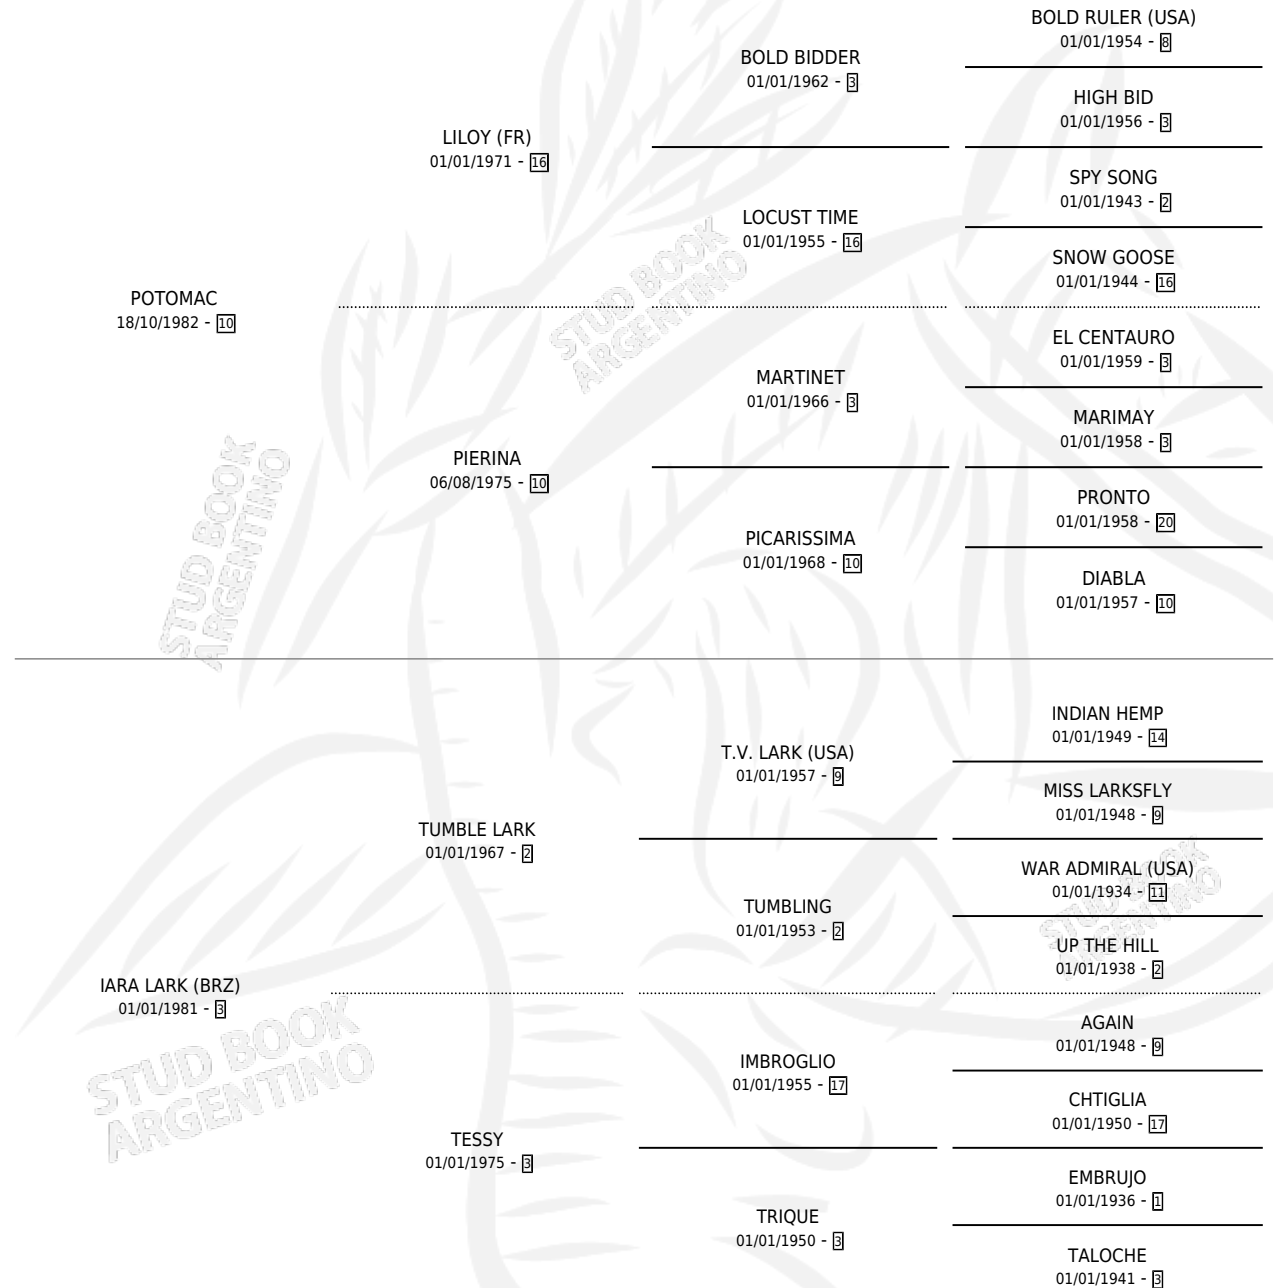 BOLD RULER (USA)
01/01/1954 - 8
BOLD BIDDER
01/01/1962 - 3
HIGH BID
01/01/1956 - 3
LILOY (FR)
01/01/1971 - 16
SPY SONG
01/01/1943 - 2
LOCUST TIME
01/01/1955 - 16
SNOW GOOSE
01/01/1944 - 16
POTOMAC
18/10/1982 - 10
STUD BOOK
ARGENTINO
EL CENTAURO
01/01/1959 - 3
MARTINET
01/01/1966 - 3
MARIMAY
01/01/1958 - 3
PIERINA
06/08/1975 - 10
PRONTO
01/01/1958 - 20
PICARISSIMA
01/01/1968 - 10
DIABLA
01/01/1957 - 10
STUD BOOK
ARGENTINO
INDIAN HEMP
01/01/1949 - 14
T.V. LARK (USA)
01/01/1957 - 9
MISS LARKSFLY
01/01/1948 - 9
TUMBLE LARK
01/01/1967 - 2
WAR ADMIRAL (USA)
01/01/1934 - 11
TUMBLING
01/01/1953 - 2
STUD BOOK
ARGENTINO
UP THE HILL
01/01/1938 - 2
IARA LARK (BRZ)
01/01/1981 - 3
STUD BOOK
ARGENTINO
AGAIN
01/01/1948 - 9
IMBROGLIO
01/01/1955 - 17
CHTIGLIA
01/01/1950 - 17
TESSY
01/01/1975 - 3
EMBRUJO
01/01/1936 - 1
TRIQUE
01/01/1950 - 3
TALOCHE
01/01/1941 - 3